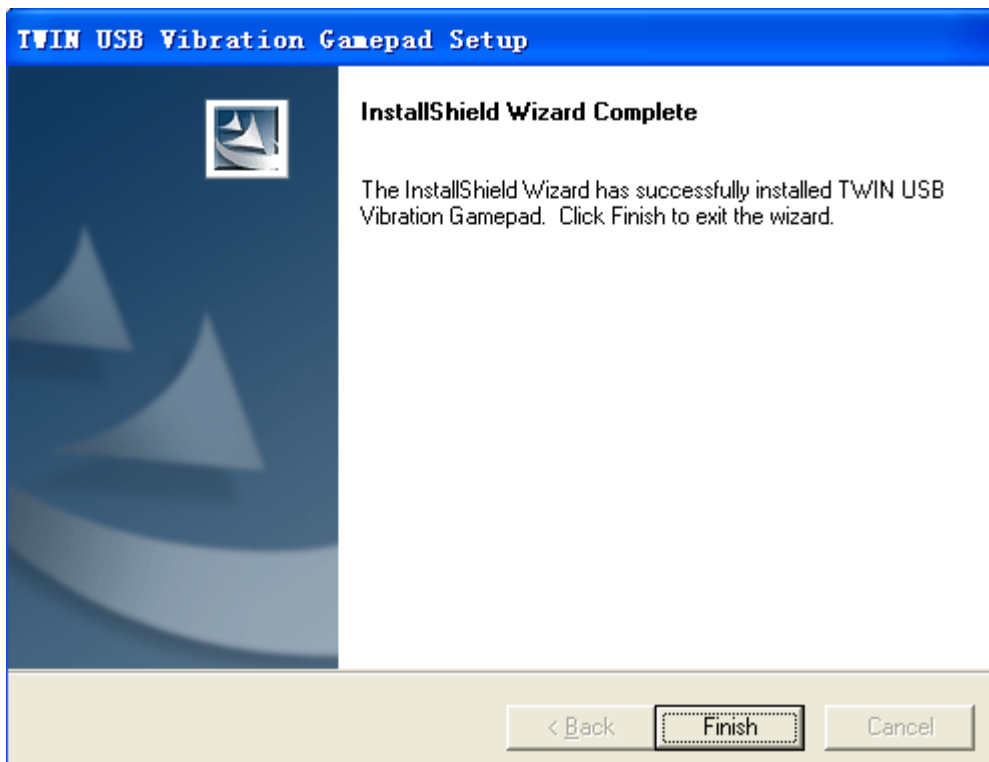 TWIN USB Vibration Gamepad Setup
InstallShield Wizard Complete
The InstallShield Wizard has successfully installed TWIN USB
Vibration Gamepad. Click Finish to exit the wizard.
< Back Finish Cancel